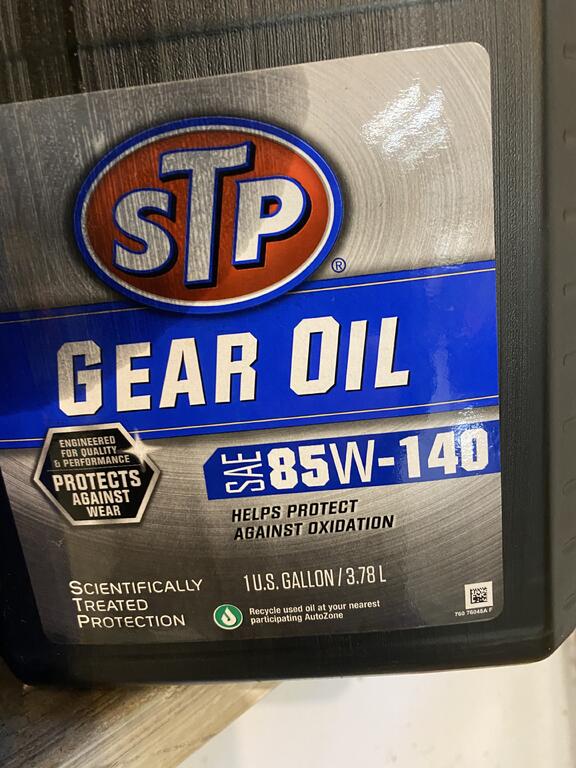 STP
®
GEAR OIL
ENGINEERED
FOR QUALITY
& PERFORMANCE
PROTECTS
AGAINST
WEAR
SAE 85W-140
HELPS PROTECT
AGAINST OXIDATION
SCIENTIFICALLY
TREATED
PROTECTION
1 U.S. GALLON / 3.78 L
Recycle used oil at your nearest
participating AutoZone
760 76045A F